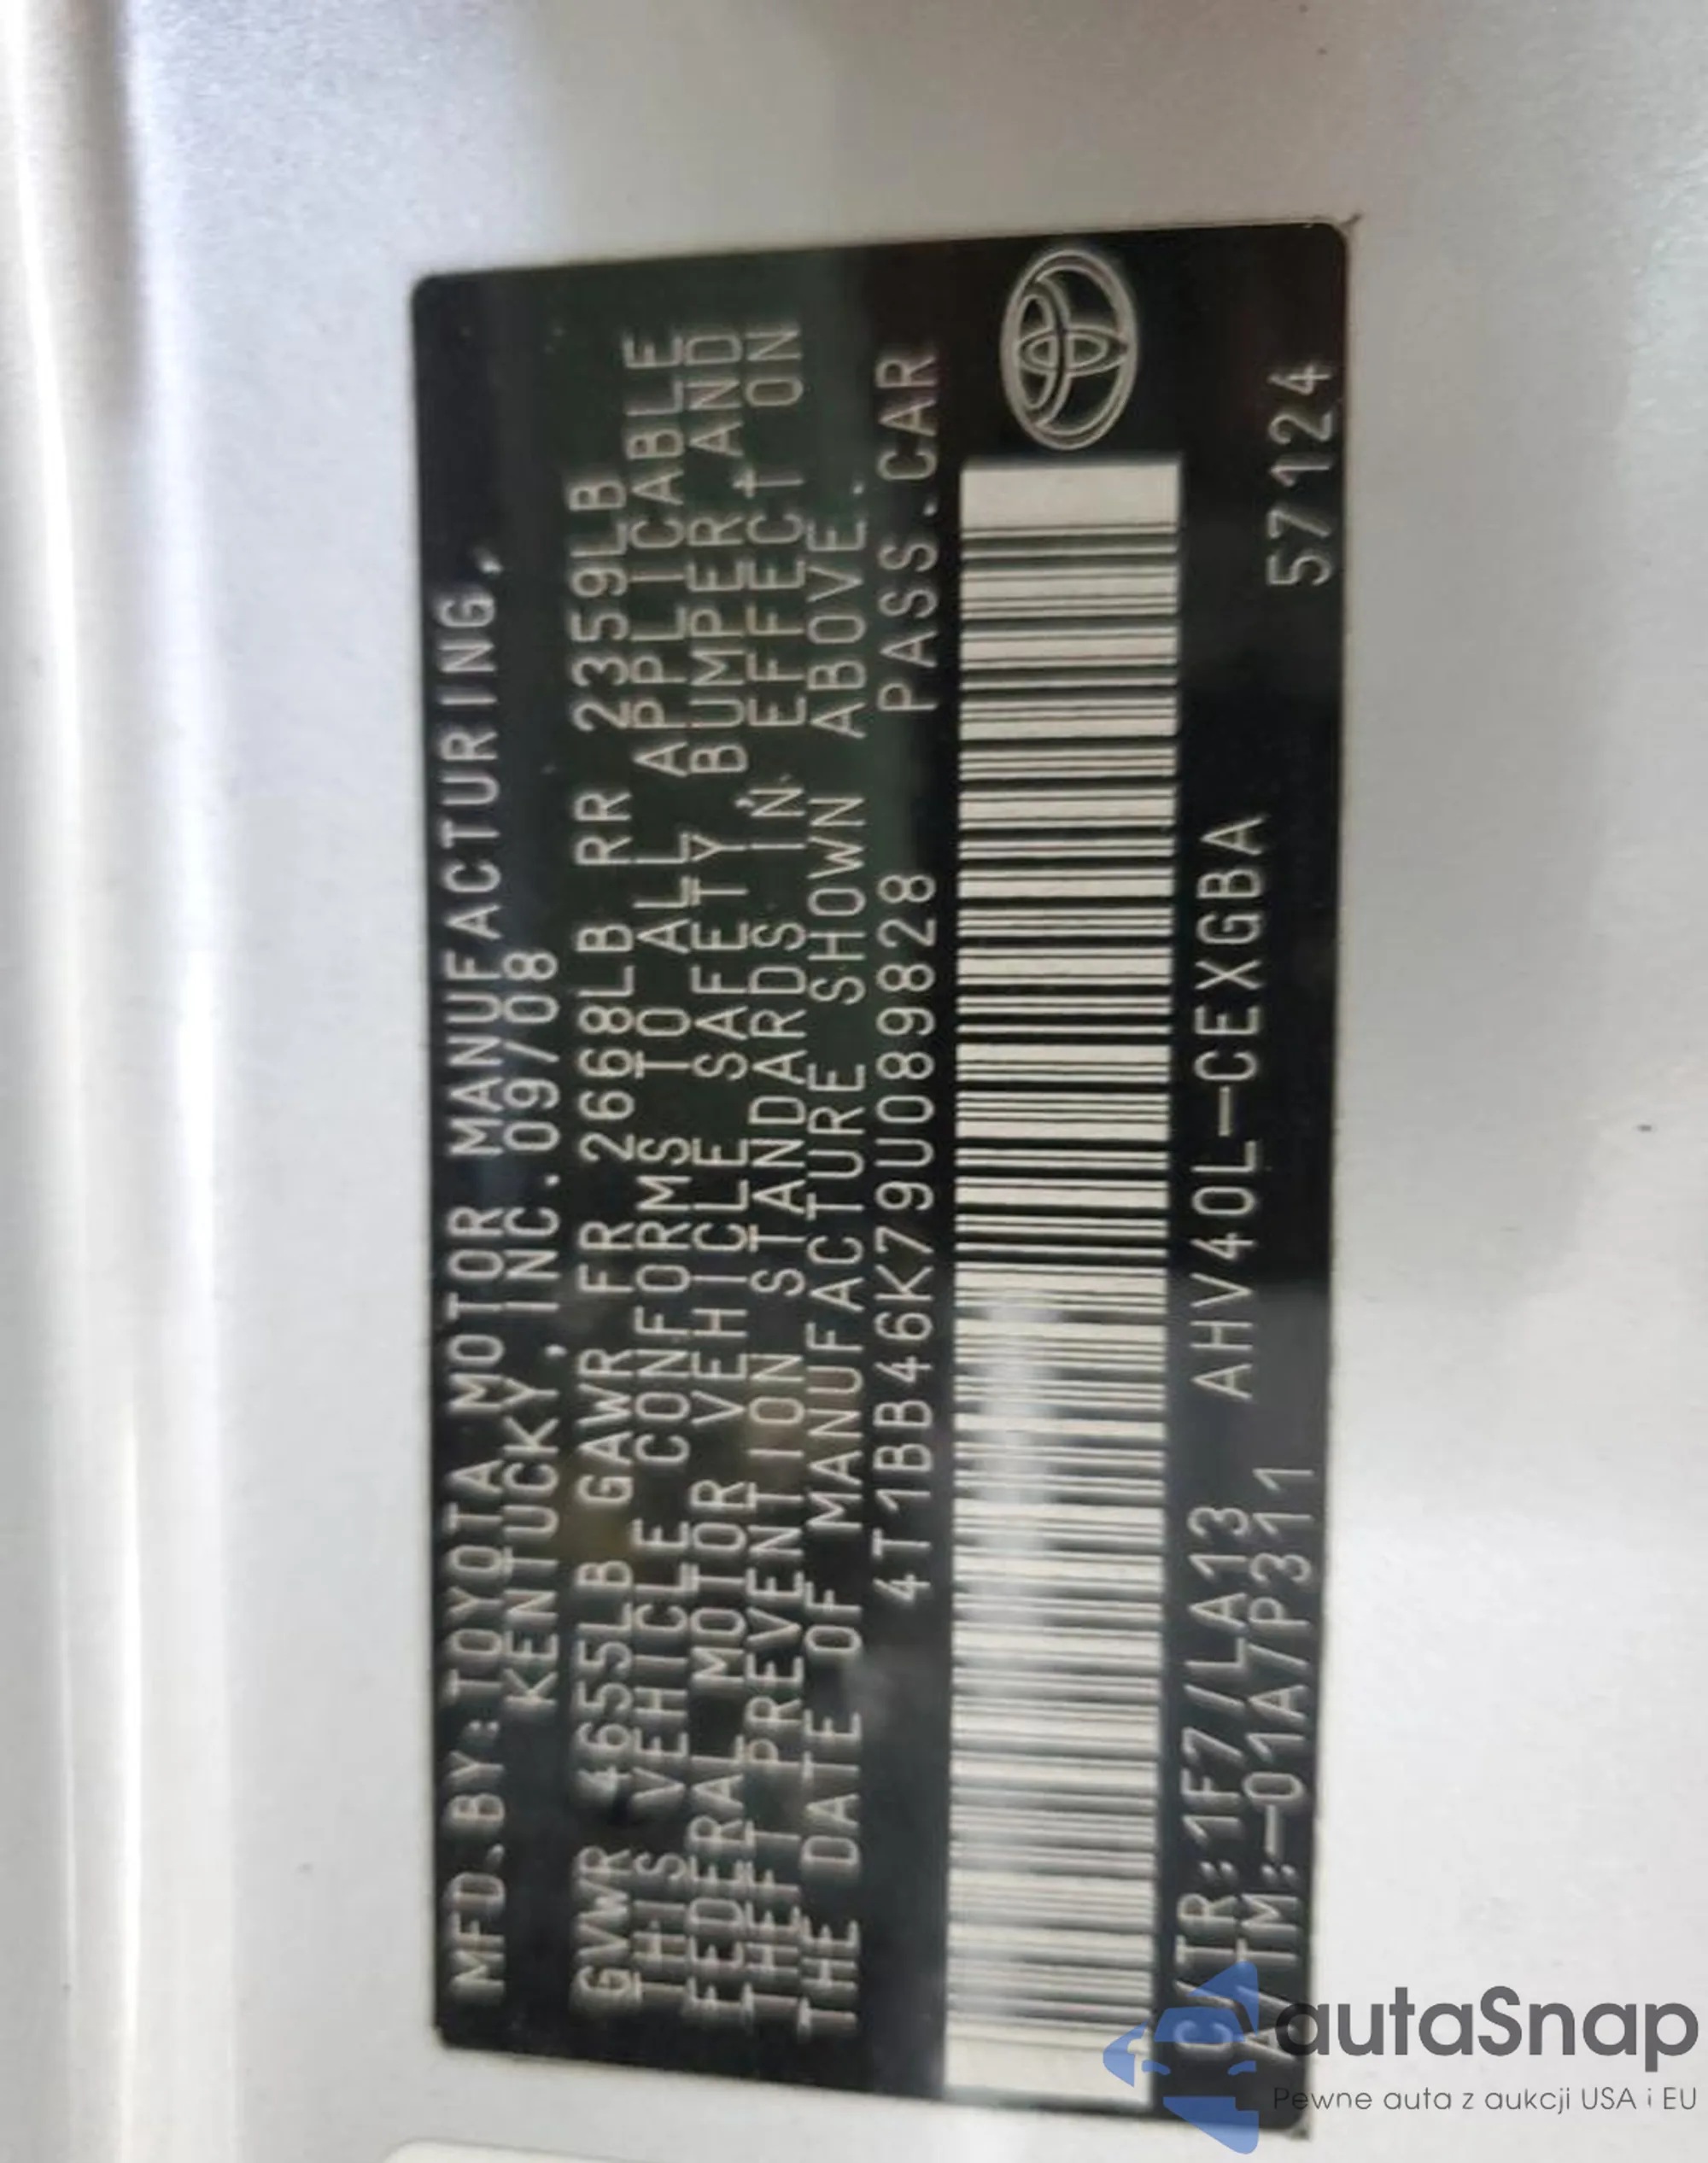 MFD.BY:TOYOTA MOTOR MANUFACTURING,
KENTUCKY,INC.09/08
GVWR 4655LB GAWR FR 2668LB RR 2359LB
THIS VEHICLE CONFORMS TO ALL APPLICABLE
FEDERAL MOTOR VEHICLE SAFETY,BUMPER AND
THEFT PREVENTION STANDARDS IN EFFECT ON
THE DATE OF MANUFACTURE SHOWN ABOVE.
4T1BB46K79U089828 PASS.CAR
C/TR:1F7/LA13 AHV40L-CEXGBA
A/TM:-01A/P311 57124
autaSnap
Pewne auta z aukcji USA i EU